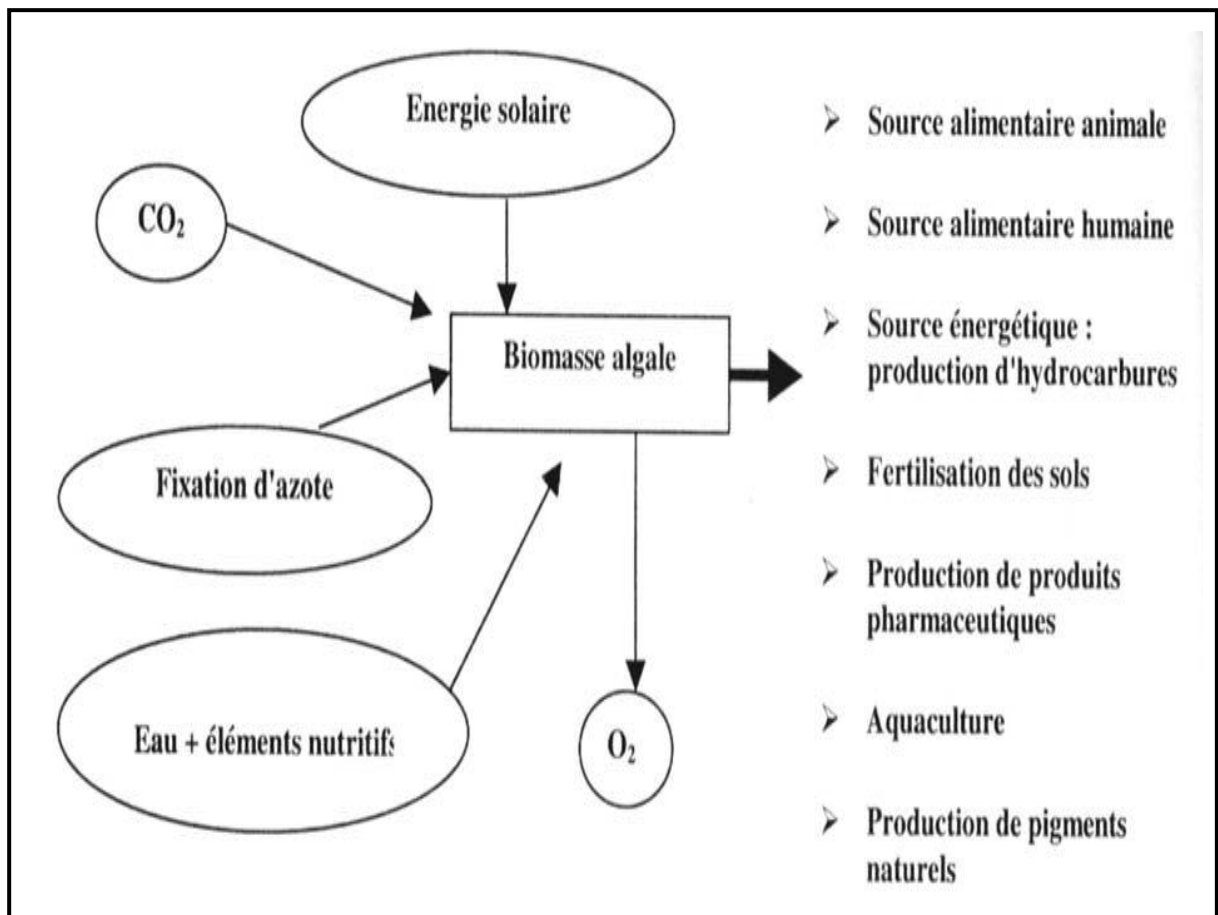 Energie solaire
CO₂
Biomasse algale
Fixation d'azote
Eau + éléments nutritifs
O₂
➢ Source alimentaire animale
➢ Source alimentaire humaine
➢ Source énergétique :
production d'hydrocarbures
➢ Fertilisation des sols
➢ Production de produits
pharmaceutiques
➢ Aquaculture
➢ Production de pigments
naturels